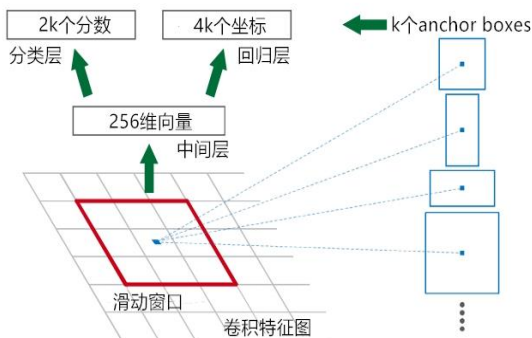 2k个分数
4k个坐标
k个anchor boxes
分类层
回归层
256维向量
中间层
滑动窗口
卷积特征图